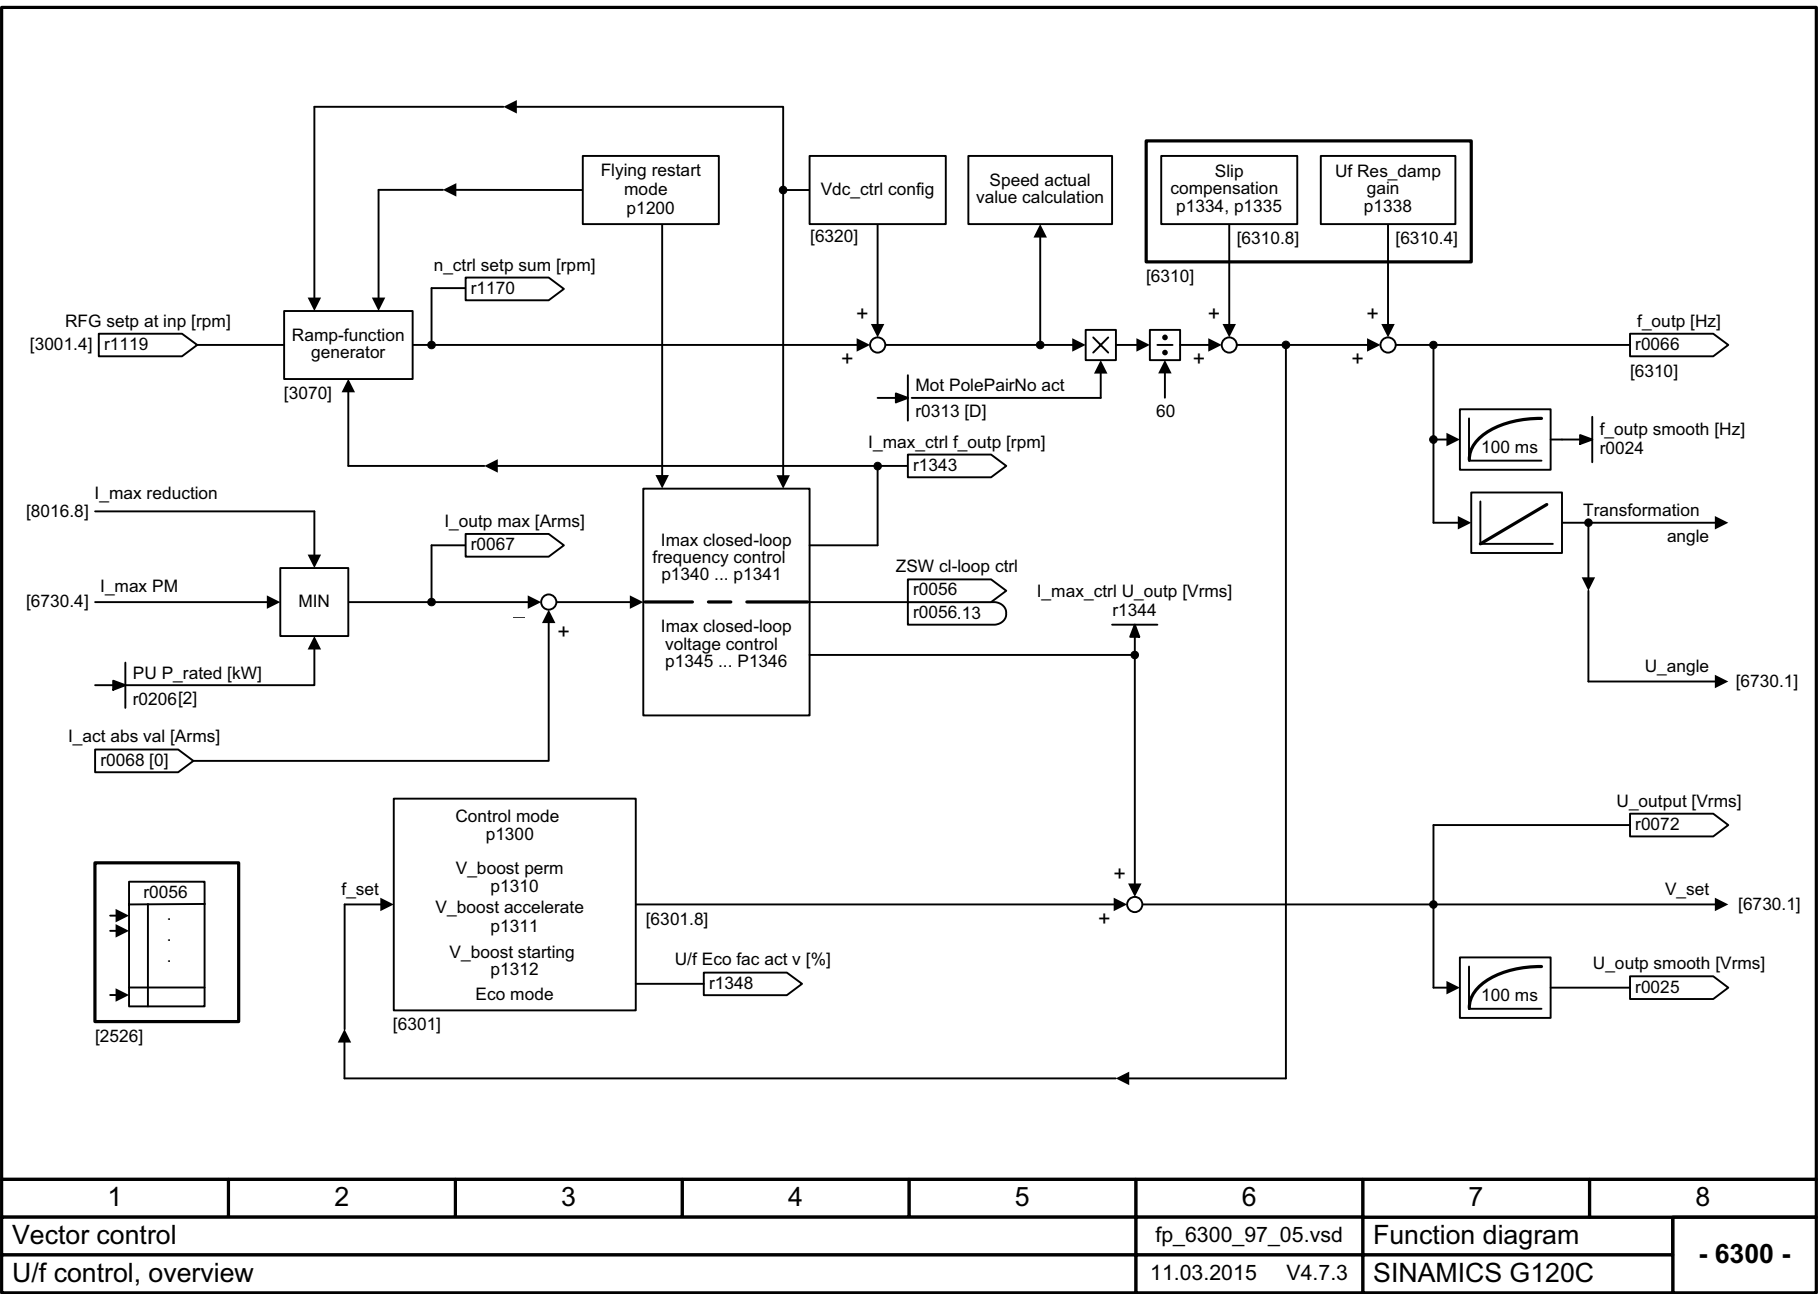 Flying restart
mode
p1200
Vdc_ctrl config
[6320]
Speed actual
value calculation
Slip
compensation
p1334, p1335
[6310.8]
Uf Res_damp
gain
p1338
[6310.4]
[6310]
n_ctrl setp sum [rpm]
r1170
RFG setp at inp [rpm]
[3001.4]
r1119
Ramp-function
generator
[3070]
+
+
+
+
+
+
60
Mot PolePairNo act
r0313 [D]
f_outp [Hz]
r0066
[6310]
100 ms
f_outp smooth [Hz]
r0024
Transformation
angle
U_angle
[6730.1]
I_max_ctrl f_outp [rpm]
r1343
I_max reduction
[8016.8]
I_max PM
[6730.4]
MIN
PU P_rated [kW]
r0206[2]
I_outp max [Arms]
r0067
_
+
I_act abs val [Arms]
r0068 [0]
Imax closed-loop
frequency control
p1340 ... p1341
Imax closed-loop
voltage control
p1345 ... P1346
ZSW cl-loop ctrl
r0056
r0056.13
I_max_ctrl U_outp [Vrms]
r1344
Control mode
p1300
V_boost perm
p1310
V_boost accelerate
p1311
V_boost starting
p1312
Eco mode
[6301]
f_set
[6301.8]
U/f Eco fac act v [%]
r1348
+
+
U_output [Vrms]
r0072
V_set
[6730.1]
100 ms
U_outp smooth [Vrms]
r0025
r0056
.
.
.
[2526]
1 2 3 4 5 6 7 8
Vector control
fp_6300_97_05.vsd
Function diagram
- 6300 -
U/f control, overview
11.03.2015 V4.7.3
SINAMICS G120C